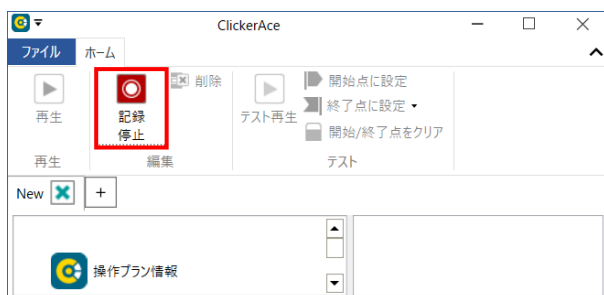 ClickerAce
ファイル ホーム
再生
記録
停止
削除
テスト再生
開始点に設定
終了点に設定
開始/終了点をクリア
再生 編集 テスト
New +
操作プラン情報